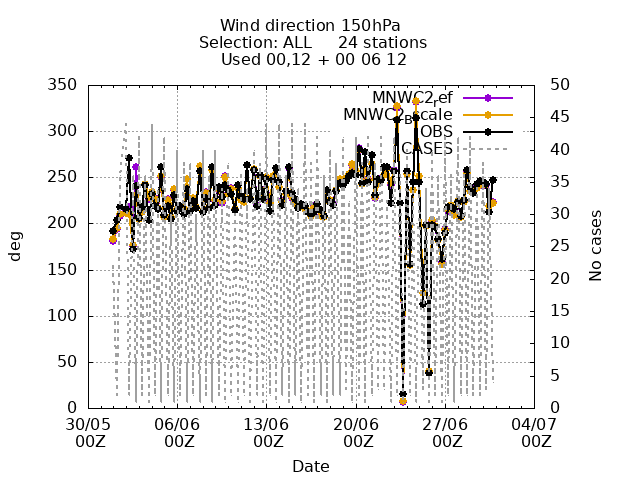 Wind direction 150hPa
Selection: ALL     24 stations
Used 00,12 + 00 06 12
MNWC2ref
MNWC2Bscale
OBS
CASES
deg
No cases
350
300
250
200
150
100
50
0
50
45
40
35
30
25
20
15
10
5
0
30/05 06/06 13/06 20/06 27/06 04/07
00Z 00Z 00Z 00Z 00Z 00Z
Date